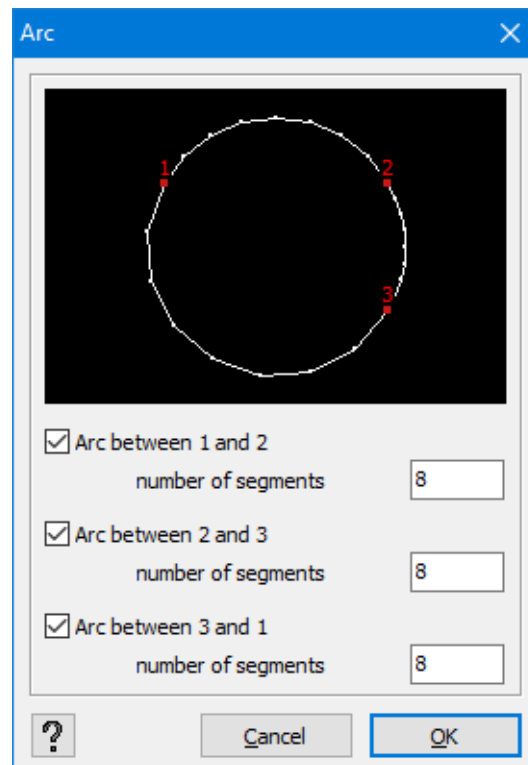 Arc
1
2
3
Arc between 1 and 2
number of segments
8
Arc between 2 and 3
number of segments
8
Arc between 3 and 1
number of segments
8
?
Cancel
OK